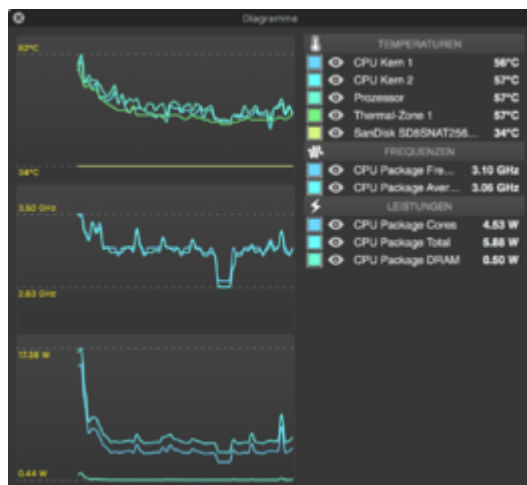 Diagramme
82°C
34°C
3.50 GHz
2.63 GHz
17.38 W
0.44 W
TEMPERATUREN
CPU Kern 1 56°C
CPU Kern 2 57°C
Prozessor 57°C
Thermal-Zone 1 57°C
SanDisk SD8SNAT256... 34°C
FREQUENZEN
CPU Package Fre... 3.10 GHz
CPU Package Aver... 3.06 GHz
LEISTUNGEN
CPU Package Cores 4.53 W
CPU Package Total 5.88 W
CPU Package DRAM 0.50 W